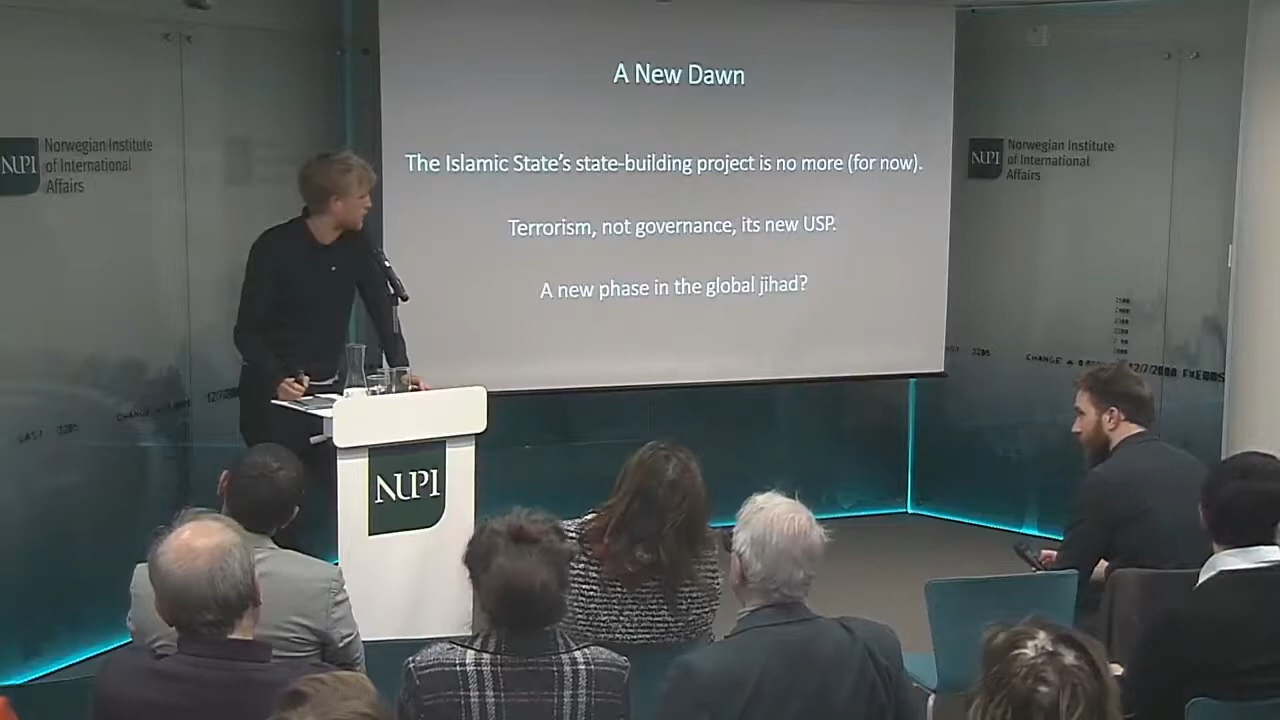 A New Dawn
The Islamic State's state-building project is no more (for now).
Terrorism, not governance, its new USP.
A new phase in the global jihad?
NUPI
Norwegian Institute
of International
Affairs
NUPI
Norwegian Institute
of International
Affairs
NUPI